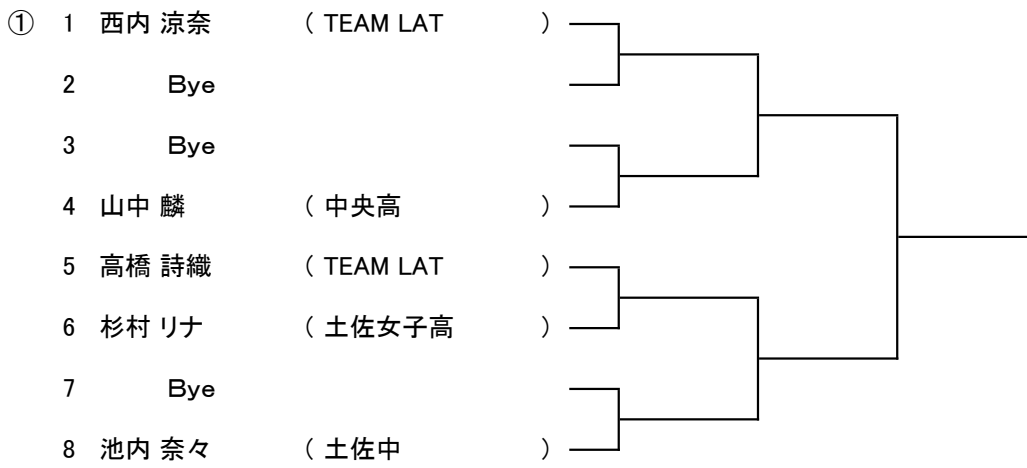 ① 1 西内 涼奈 ( TEAM LAT )
2 Bye
3 Bye
4 山中 麟 ( 中央高 )
5 高橋 詩織 ( TEAM LAT )
6 杉村 リナ ( 土佐女子高 )
7 Bye
8 池内 奈々 ( 土佐中 )